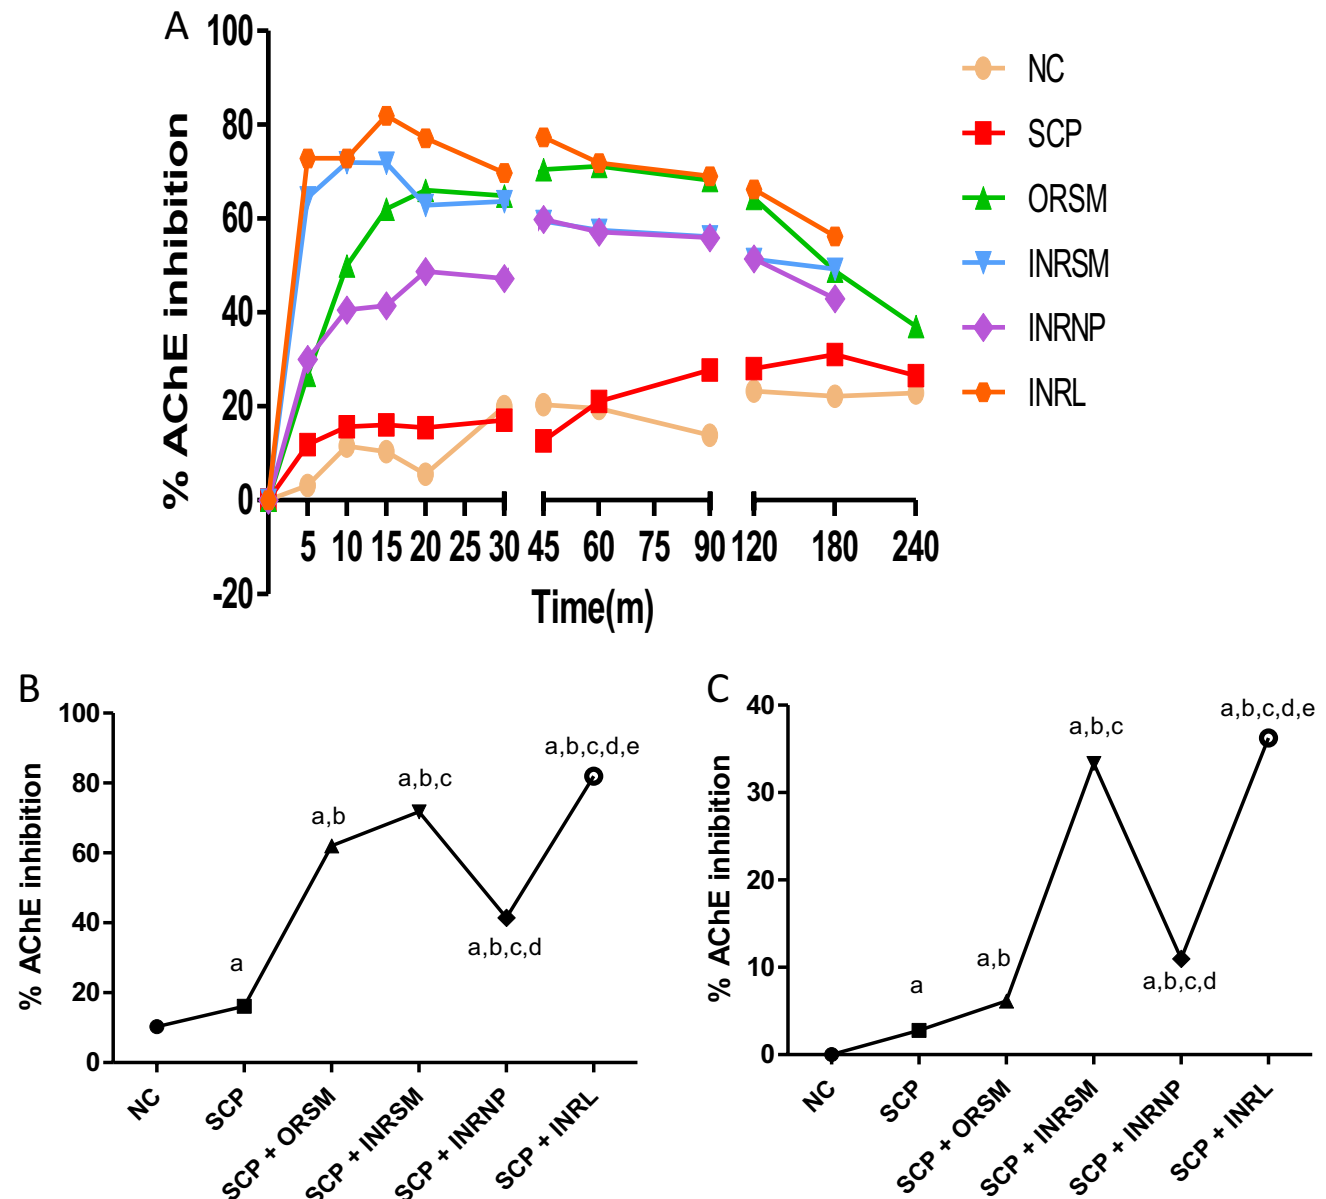 A
100
80
60
40
20
0
-20
% AChE inhibition
5 10 15 20 25 30 45 60 75 90 120 180 240
Time(m)
NC
SCP
ORSM
INRSM
INRNP
INRL
B
100
80
60
40
20
0
% AChE inhibition
a
a,b
a,b,c
a,b,c,d
a,b,c,d,e
NC
SCP
SCP + ORSM
SCP + INRSM
SCP + INRNP
SCP + INRL
C
40
30
20
10
0
% AChE inhibition
a
a,b
a,b,c
a,b,c,d
a,b,c,d,e
NC
SCP
SCP + ORSM
SCP + INRSM
SCP + INRNP
SCP + INRL